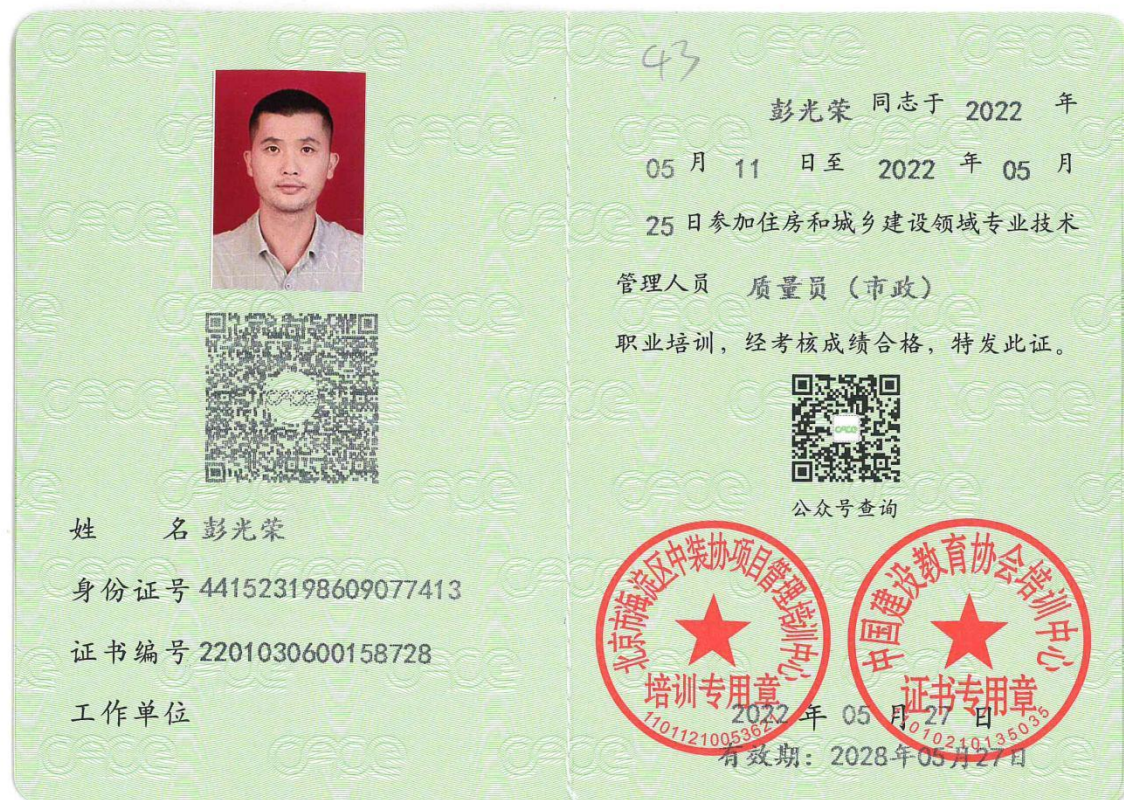 姓 名 彭光荣
身份证号 441523198609077413
证书编号 2201030600158728
工作单位
43
彭光荣 同志于 2022 年
05 月 11 日至 2022 年 05 月
25 日参加住房和城乡建设领域专业技术
管理人员 质量员（市政）
职业培训，经考核成绩合格，特发此证。
cece
公众号查询
北京市海淀区中装协项目管理培训中心
培训专用章
中国建设教育协会培训中心
证书专用章
11010210135035
2022 年 05 月 27 日
有效期：2028年05月27日